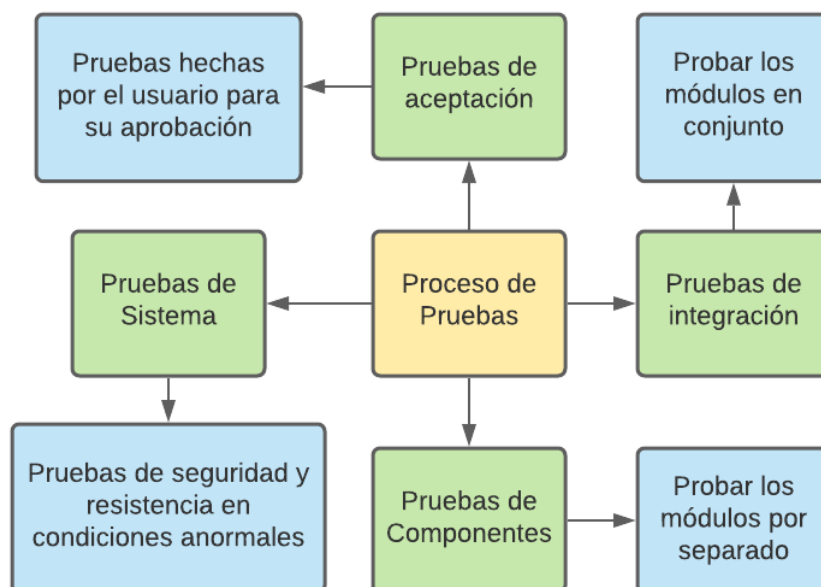 Pruebas hechas
por el usuario para
su aprobación
Pruebas de
aceptación
Probar los
módulos en
conjunto
Pruebas de
Sistema
Proceso de
Pruebas
Pruebas de
integración
Pruebas de seguridad y
resistencia en
condiciones anormales
Pruebas de
Componentes
Probar los
módulos por
separado